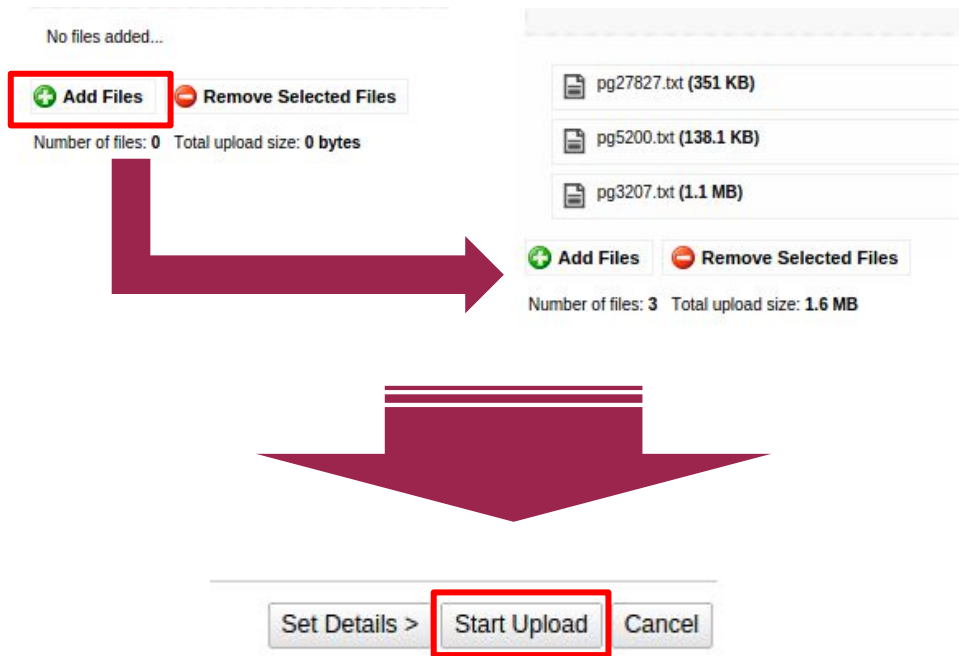 No files added...
Add Files Remove Selected Files
Number of files: 0 Total upload size: 0 bytes
pg27827.txt (351 KB)
pg5200.txt (138.1 KB)
pg3207.txt (1.1 MB)
Add Files Remove Selected Files
Number of files: 3 Total upload size: 1.6 MB
Set Details > Start Upload Cancel